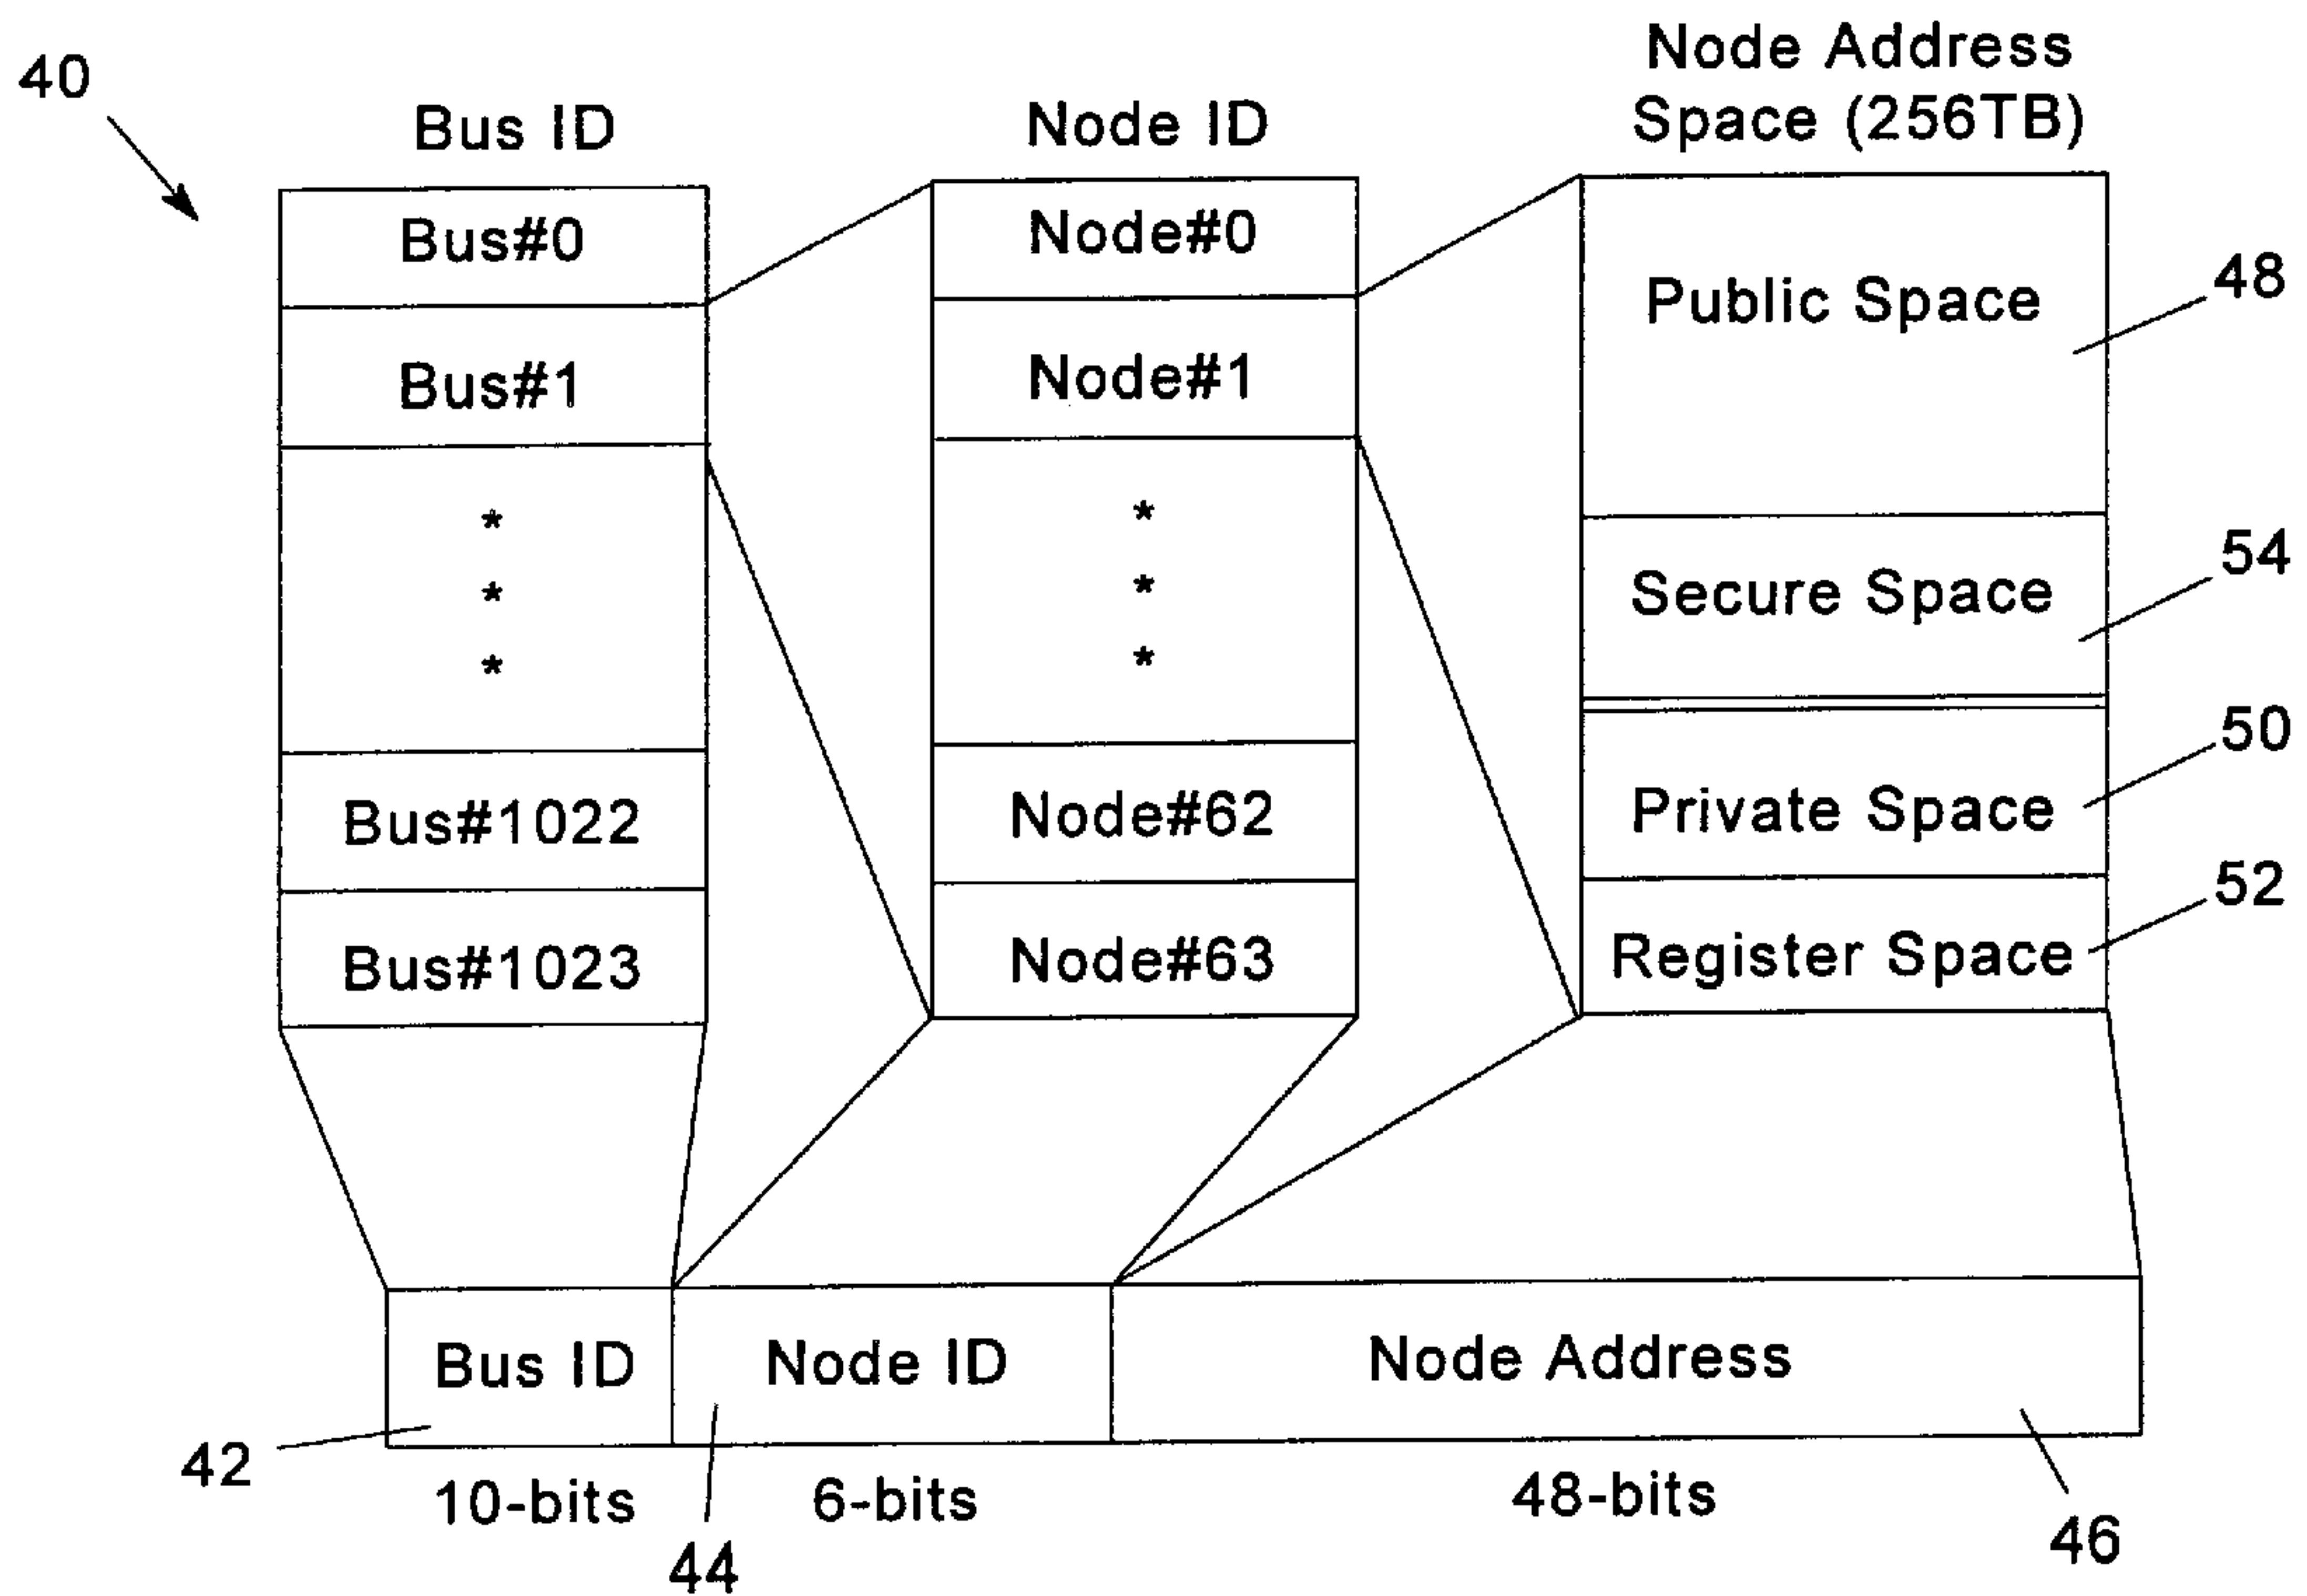 40
Bus ID
Node ID
Node Address
Space (256TB)
Bus#0
Node#0
Public Space
48
Bus#1
Node#1
*
*
*
*
*
*
Secure Space
54
Bus#1022
Node#62
Private Space
50
Bus#1023
Node#63
Register Space
52
Bus ID
Node ID
Node Address
42
10-bits
44
6-bits
48-bits
46